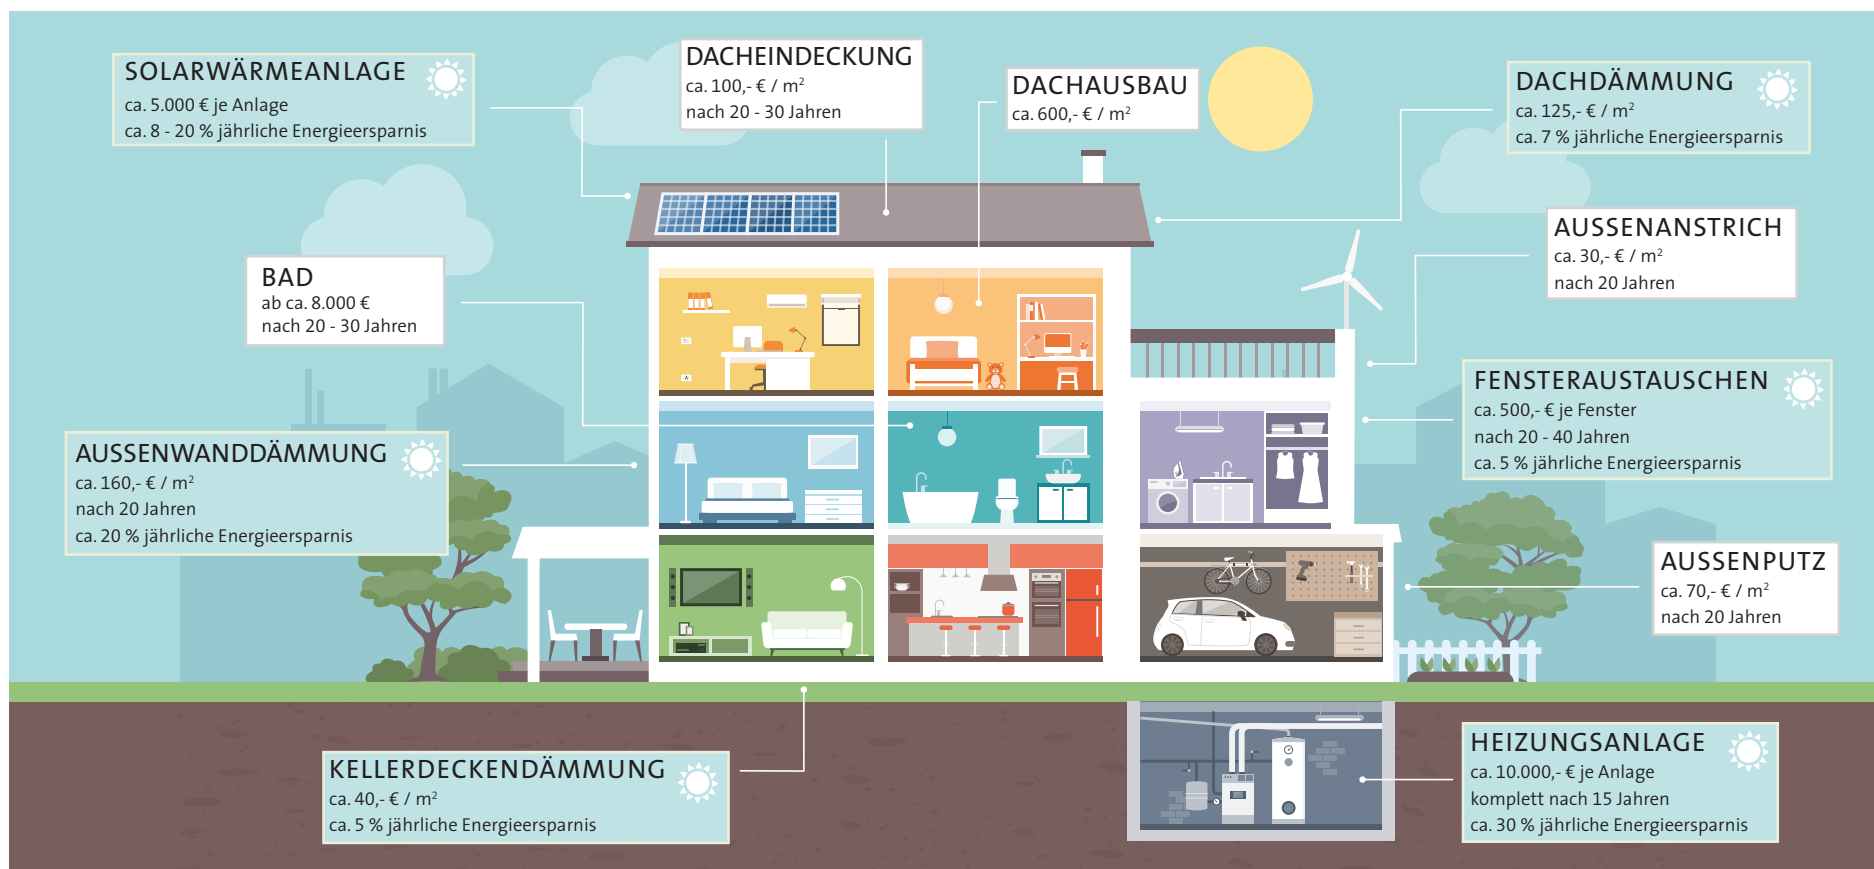 SOLARWÄRMEANLAGE
ca. 5.000 € je Anlage
ca. 8 - 20 % jährliche Energieersparnis
DACHEINDECKUNG
ca. 100,- € / m²
nach 20 - 30 Jahren
DACHAUSBAU
ca. 600,- € / m²
DACHDÄMMUNG
ca. 125,- € / m²
ca. 7 % jährliche Energieersparnis
BAD
ab ca. 8.000 €
nach 20 - 30 Jahren
AUSSENANSTRICH
ca. 30,- € / m²
nach 20 Jahren
AUSSENWANDDÄMMUNG
ca. 160,- € / m²
nach 20 Jahren
ca. 20 % jährliche Energieersparnis
FENSTERAUSTAUSCHEN
ca. 500,- € je Fenster
nach 20 - 40 Jahren
ca. 5 % jährliche Energieersparnis
AUSSENPUTZ
ca. 70,- € / m²
nach 20 Jahren
KELLERDECKENDÄMMUNG
ca. 40,- € / m²
ca. 5 % jährliche Energieersparnis
HEIZUNGSANLAGE
ca. 10.000,- € je Anlage
komplett nach 15 Jahren
ca. 30 % jährliche Energieersparnis